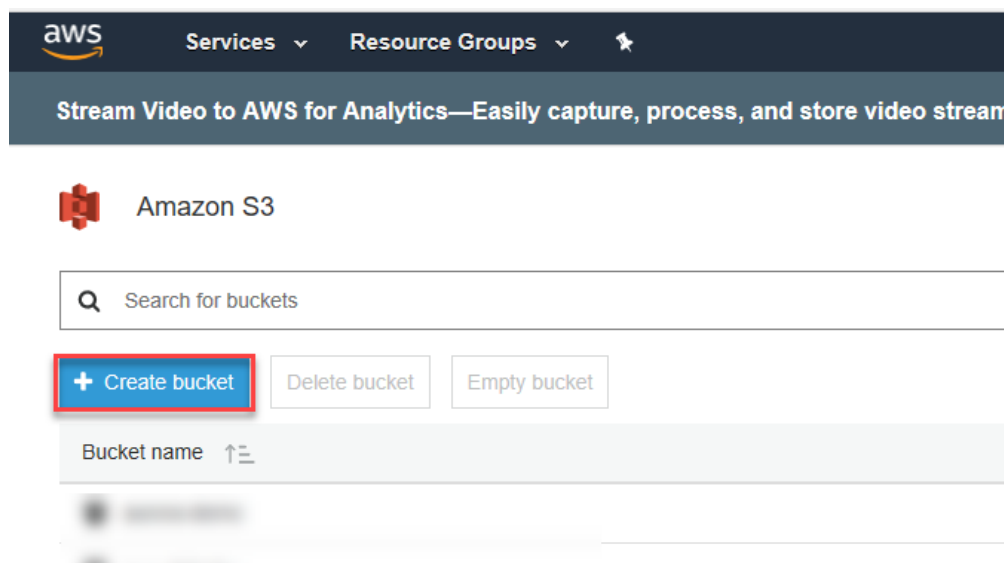 aws Services Resource Groups
Stream Video to AWS for Analytics—Easily capture, process, and store video stream
Amazon S3
Search for buckets
+ Create bucket Delete bucket Empty bucket
Bucket name